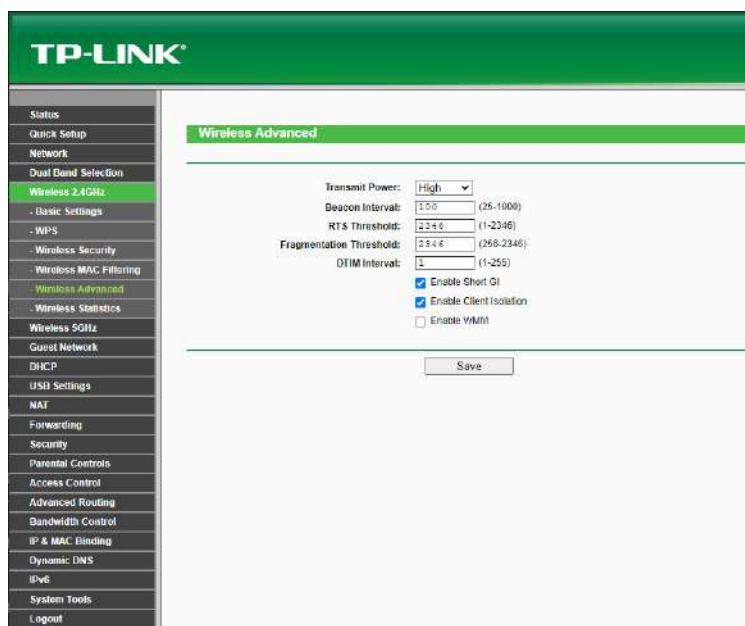 TP-LINK®
Status
Quick Setup
Network
Dual Band Selection
Wireless 2.4GHz
- Basic Settings
- WPS
- Wireless Security
- Wireless MAC Filtering
- Wireless Advanced
- Wireless Statistics
Wireless 5GHz
Guest Network
DHCP
USB Settings
NAT
Forwarding
Security
Parental Controls
Access Control
Advanced Routing
Bandwidth Control
IP & MAC Binding
Dynamic DNS
IPv6
System Tools
Logout
Wireless Advanced
Transmit Power: High
Beacon Interval: 100 (25-1000)
RTS Threshold: 2346 (1-2346)
Fragmentation Threshold: 2346 (256-2346)
DTIM Interval: 1 (1-255)
Enable Short GI
Enable Client Isolation
Enable WMM
Save